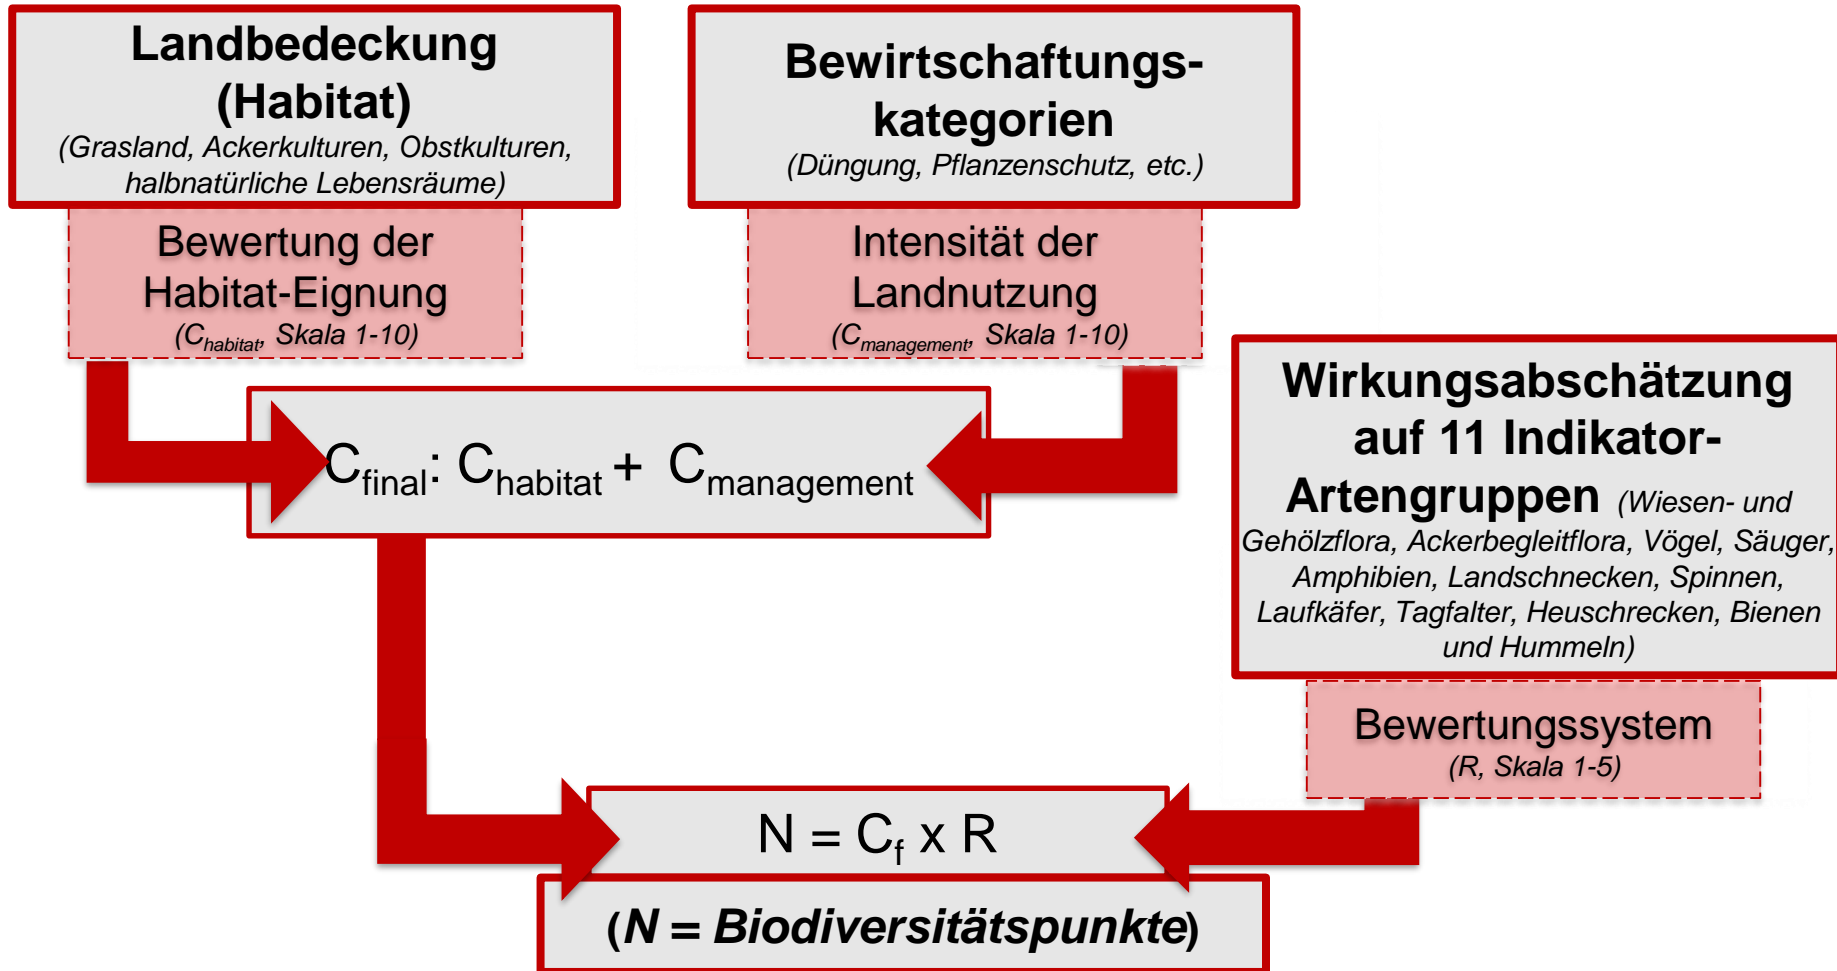 Landbedeckung
(Habitat)
(Grasland, Ackerkulturen, Obstkulturen,
halbnatürliche Lebensräume)
Bewertung der
Habitat-Eignung
(Chabitat, Skala 1-10)
Bewirtschaftungs-
kategorien
(Düngung, Pflanzenschutz, etc.)
Intensität der
Landnutzung
(Cmanagement, Skala 1-10)
Cfinal: Chabitat + Cmanagement
Wirkungsabschätzung
auf 11 Indikator-
Artengruppen (Wiesen- und
Gehölzflora, Ackerbegleitflora, Vögel, Säuger,
Amphibien, Landschnecken, Spinnen,
Laufkäfer, Tagfalter, Heuschrecken, Bienen
und Hummeln)
Bewertungssystem
(R, Skala 1-5)
N = Cf x R
(N = Biodiversitätspunkte)